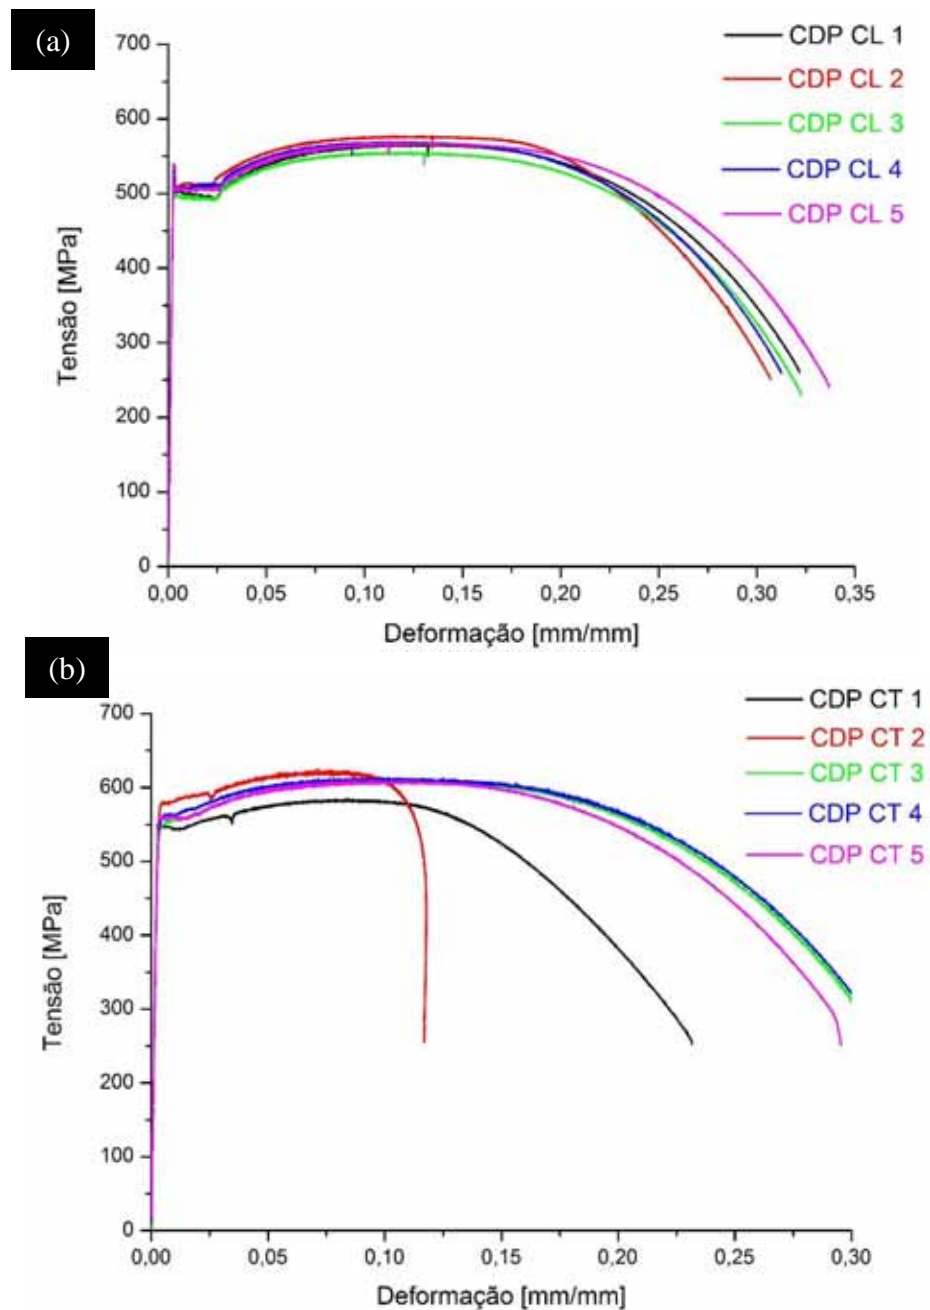 (a)
700
600
500
400
300
200
100
0
Tensão [MPa]
0,00 0,05 0,10 0,15 0,20 0,25 0,30 0,35
Deformação [mm/mm]
CDP CL 1
CDP CL 2
CDP CL 3
CDP CL 4
CDP CL 5
(b)
700
600
500
400
300
200
100
0
Tensão [MPa]
0,00 0,05 0,10 0,15 0,20 0,25 0,30
Deformação [mm/mm]
CDP CT 1
CDP CT 2
CDP CT 3
CDP CT 4
CDP CT 5